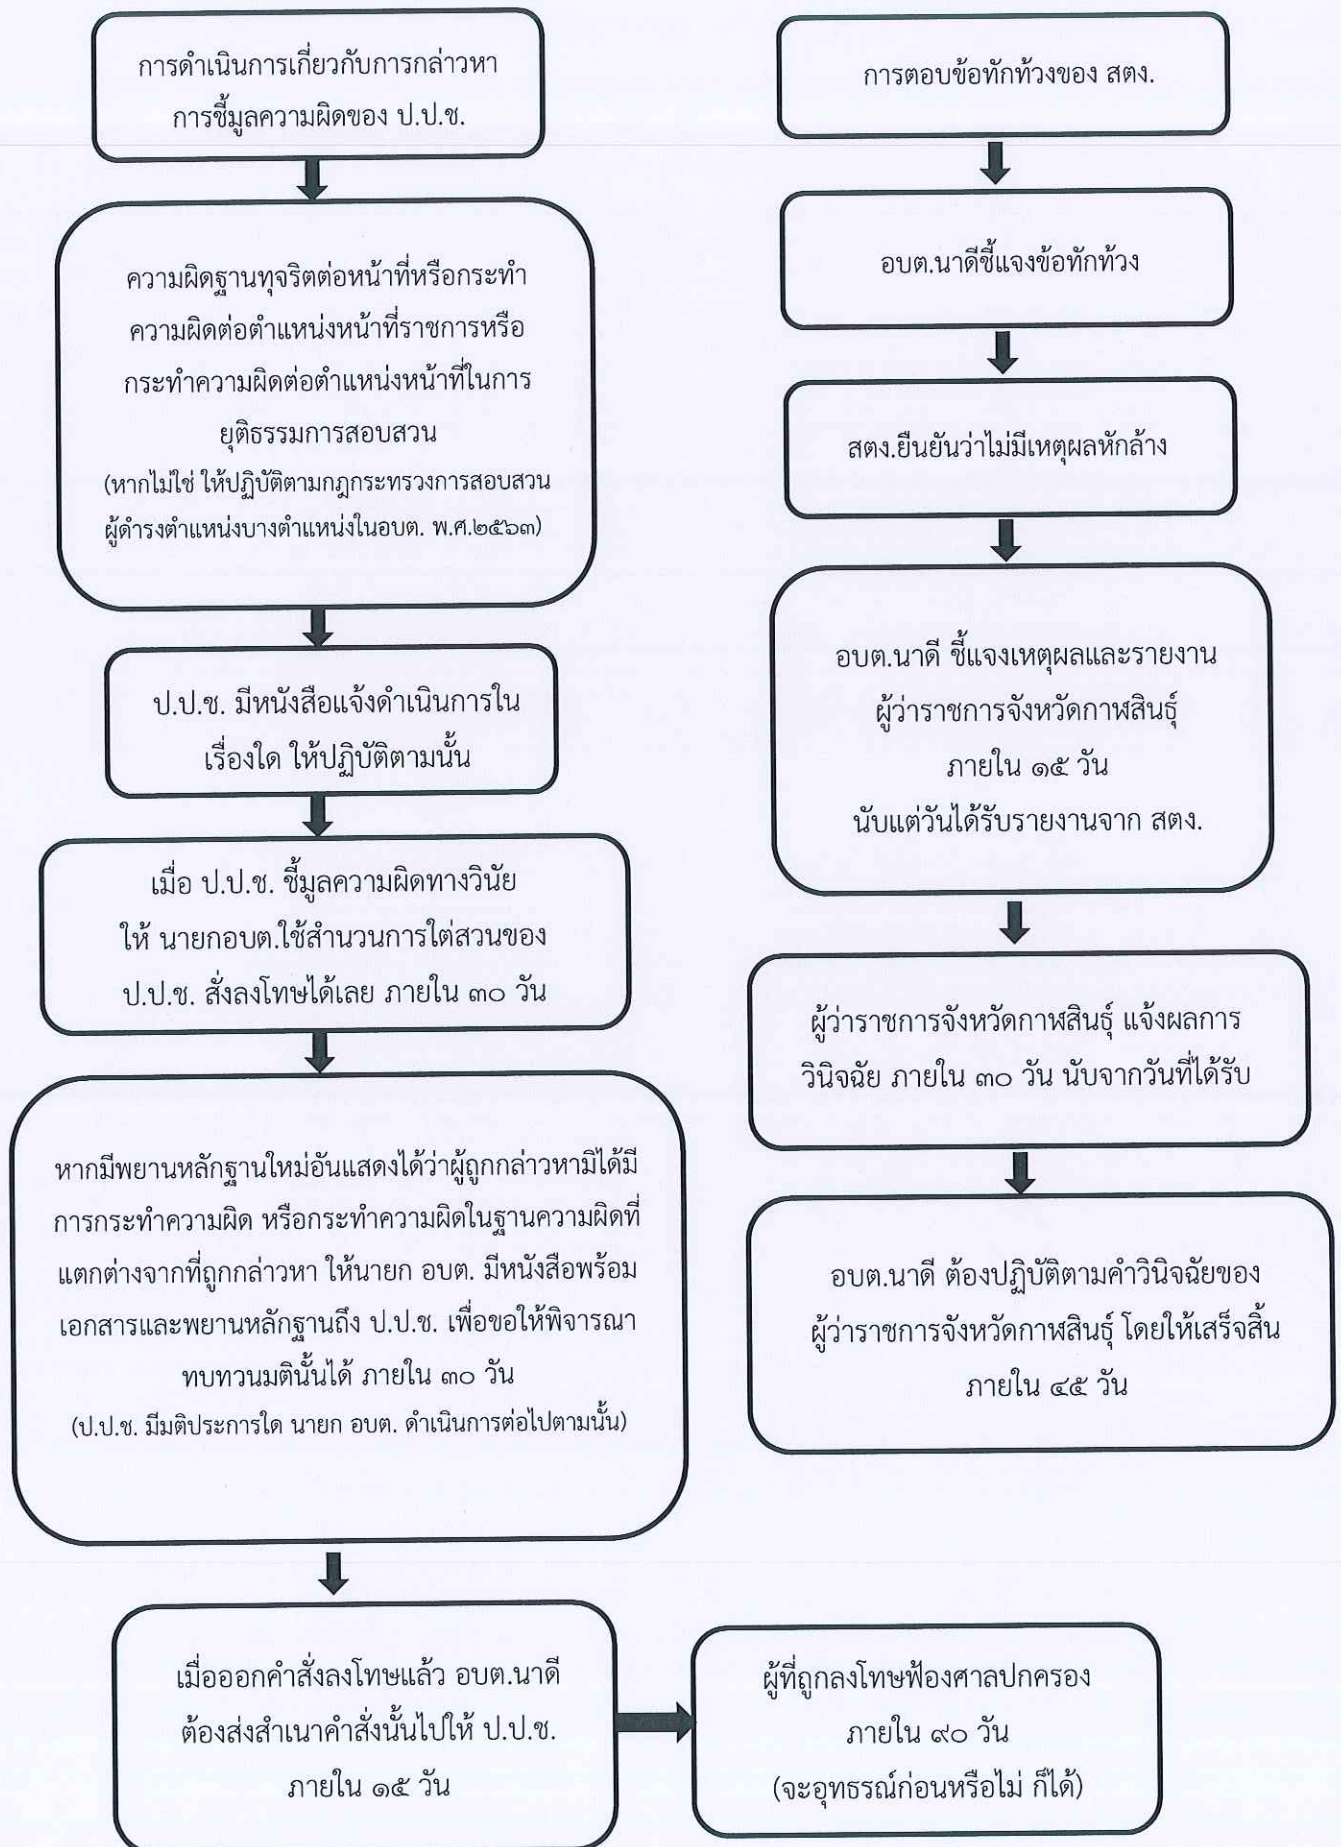 การดำเนินการเกี่ยวกับการกล่าวหา
การชี้มูลความผิดของ ป.ป.ช.
ความผิดฐานทุจริตต่อหน้าที่หรือกระทำ
ความผิดต่อตำแหน่งหน้าที่ราชการหรือ
กระทำความผิดต่อตำแหน่งหน้าที่ในการ
ยุติธรรมการสอบสวน
(หากไม่ใช่ ให้ปฏิบัติตามกฎกระทรวงการสอบสวน
ผู้ดำรงตำแหน่งบางตำแหน่งในอบต. พ.ศ.๒๕๖๓)
ป.ป.ช. มีหนังสือแจ้งดำเนินการใน
เรื่องใด ให้ปฏิบัติตามนั้น
เมื่อ ป.ป.ช. ชี้มูลความผิดทางวินัย
ให้ นายกอบต.ใช้สำนวนการใต่สวนของ
ป.ป.ช. สั่งลงโทษได้เลย ภายใน ๓๐ วัน
หากมีพยานหลักฐานใหม่อันแสดงได้ว่าผู้ถูกกล่าวหามิได้มี
การกระทำความผิด หรือกระทำความผิดในฐานความผิดที่
แตกต่างจากที่ถูกกล่าวหา ให้นายก อบต. มีหนังสือพร้อม
เอกสารและพยานหลักฐานถึง ป.ป.ช. เพื่อขอให้พิจารณา
ทบทวนมตินั้นได้ ภายใน ๓๐ วัน
(ป.ป.ช. มีมติประการใด นายก อบต. ดำเนินการต่อไปตามนั้น)
เมื่อออกคำสั่งลงโทษแล้ว อบต.นาดี
ต้องส่งสำเนาคำสั่งนั้นไปให้ ป.ป.ช.
ภายใน ๑๕ วัน
ผู้ที่ถูกลงโทษฟ้องศาลปกครอง
ภายใน ๙๐ วัน
(จะอุทธรณ์ก่อนหรือไม่ ก็ได้)
การตอบข้อทักท้วงของ สตง.
อบต.นาดีชี้แจงข้อทักท้วง
สตง.ยืนยันว่าไม่มีเหตุผลหักล้าง
อบต.นาดี ชี้แจงเหตุผลและรายงาน
ผู้ว่าราชการจังหวัดกาฬสินธุ์
ภายใน ๑๕ วัน
นับแต่วันได้รับรายงานจาก สตง.
ผู้ว่าราชการจังหวัดกาฬสินธุ์ แจ้งผลการ
วินิจฉัย ภายใน ๓๐ วัน นับจากวันที่ได้รับ
อบต.นาดี ต้องปฏิบัติตามคำวินิจฉัยของ
ผู้ว่าราชการจังหวัดกาฬสินธุ์ โดยให้เสร็จสิ้น
ภายใน ๔๕ วัน